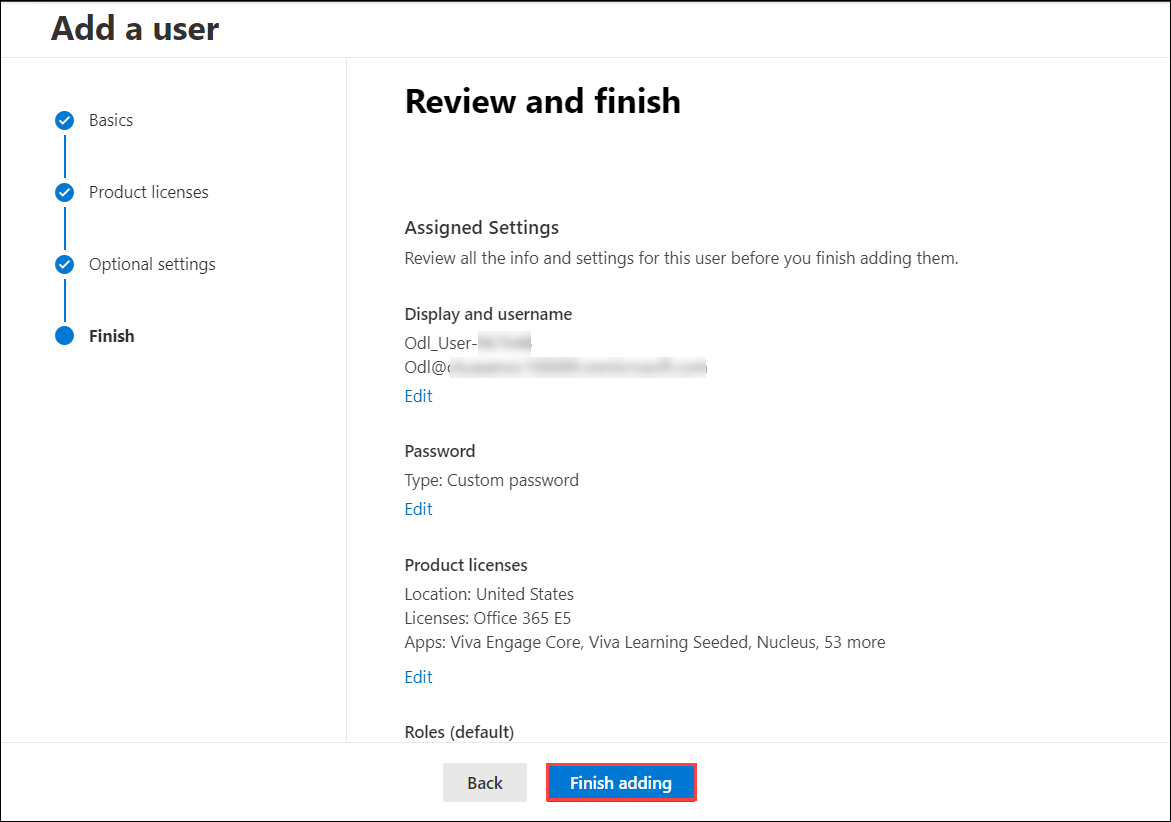 Add a user
Basics
Product licenses
Optional settings
Finish
Review and finish
Assigned Settings
Review all the info and settings for this user before you finish adding them.
Display and username
Odl_User-
Odl@
Edit
Password
Type: Custom password
Edit
Product licenses
Location: United States
Licenses: Office 365 E5
Apps: Viva Engage Core, Viva Learning Seeded, Nucleus, 53 more
Edit
Roles (default)
Back
Finish adding